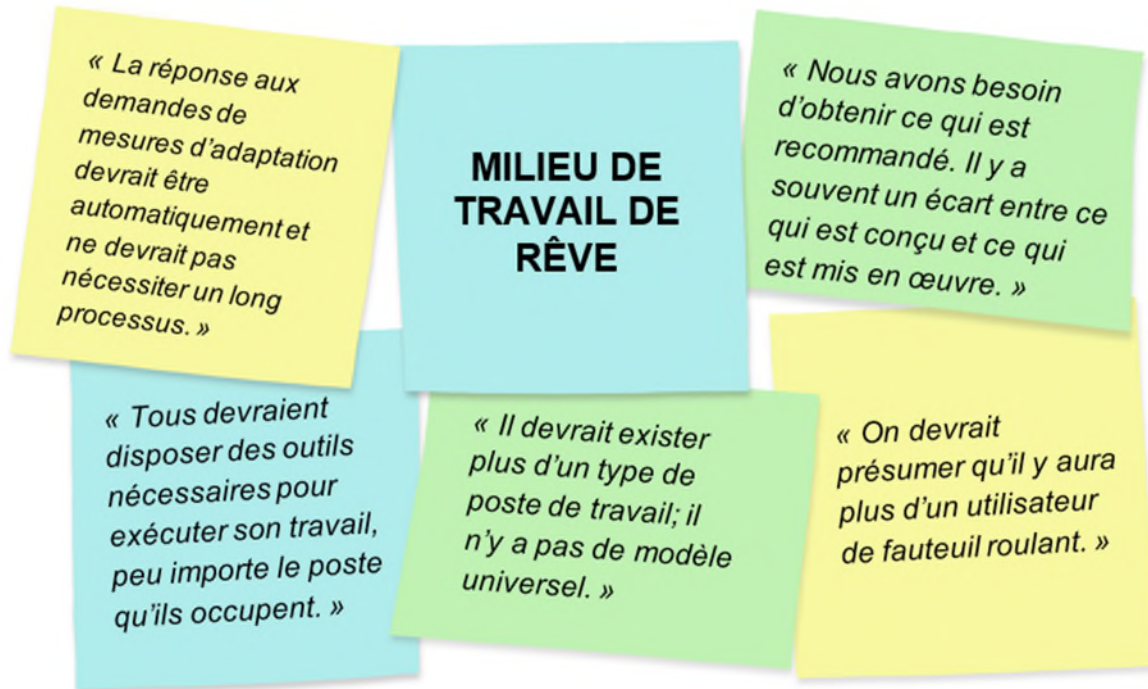 « La réponse aux
demandes de
mesures d'adaptation
devrait être
automatiquement et
ne devrait pas
nécessiter un long
processus. »
MILIEU DE
TRAVAIL DE
RÊVE
« Nous avons besoin
d'obtenir ce qui est
recommandé. Il y a
souvent un écart entre ce
qui est conçu et ce qui
est mis en œuvre. »
« Tous devraient
disposer des outils
nécessaires pour
exécuter son travail,
peu importe le poste
qu'ils occupent. »
« Il devrait exister
plus d'un type de
poste de travail; il
n'y a pas de modèle
universel. »
« On devrait
présumer qu'il y aura
plus d'un utilisateur
de fauteuil roulant. »